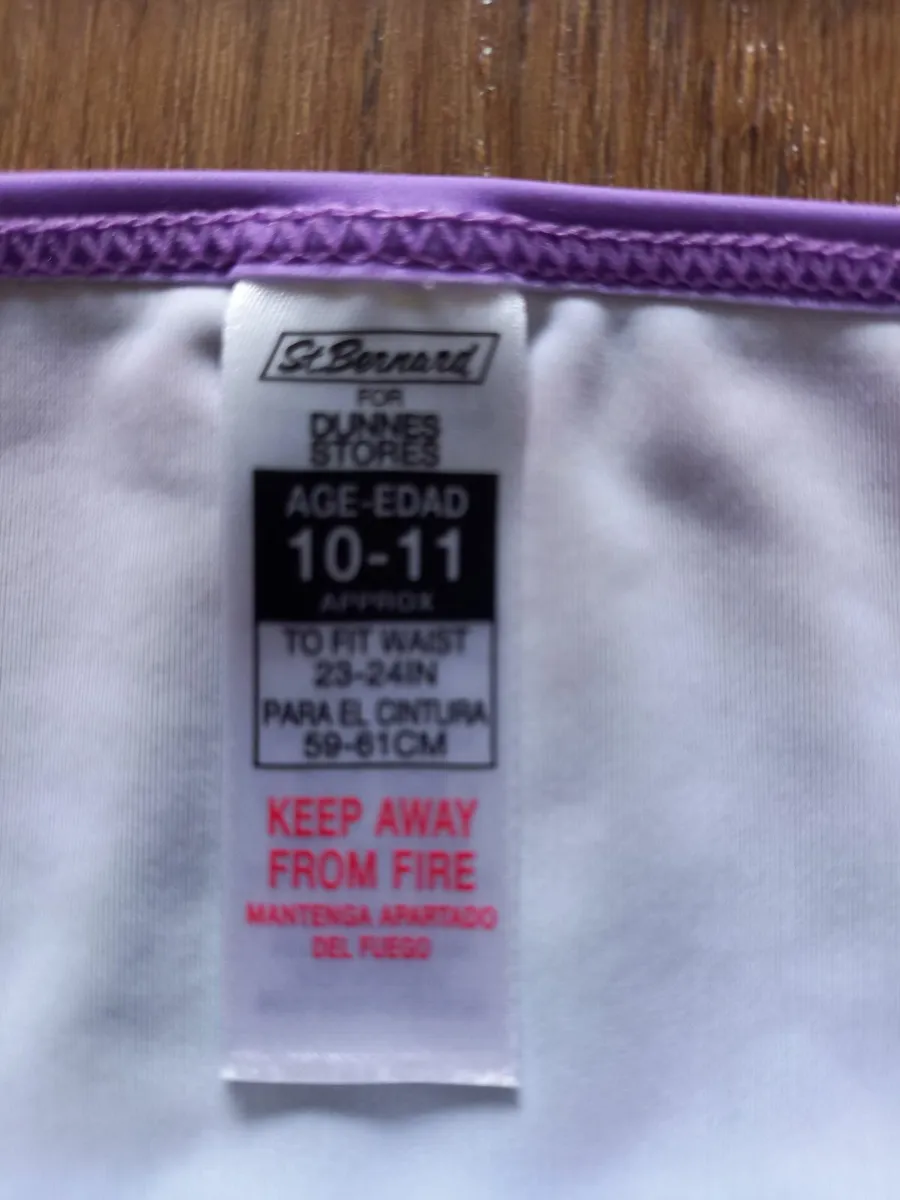 St Bernard
FOR
DUNNES
STORES
AGE-EDAD
10-11
APPROX
TO FIT WAIST
23-24IN
PARA EL CINTURA
59-61CM
KEEP AWAY
FROM FIRE
MANTENGA APARTADO
DEL FUEGO